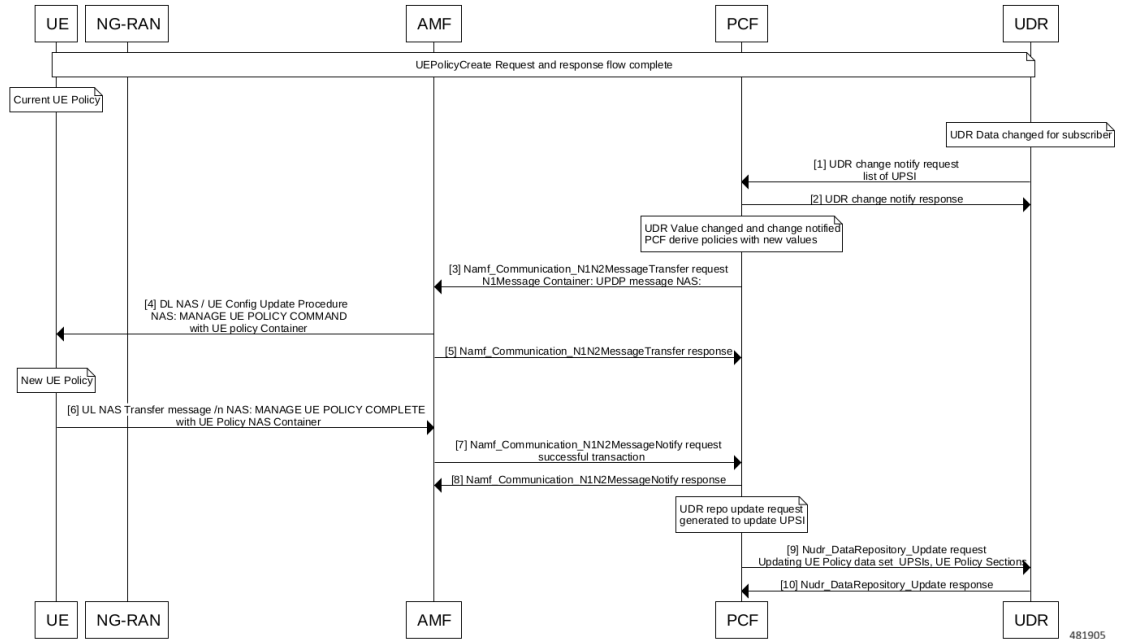 UE
NG-RAN
AMF
PCF
UDR
UEPolicyCreate Request and response flow complete
Current UE Policy
UDR Data changed for subscriber
[1] UDR change notify request
list of UPSI
[2] UDR change notify response
UDR Value changed and change notified
PCF derive policies with new values
[3] Namf_Communication_N1N2MessageTransfer request
N1Message Container: UPDP message NAS:
[4] DL NAS / UE Config Update Procedure
NAS: MANAGE UE POLICY COMMAND
with UE policy Container
[5] Namf_Communication_N1N2MessageTransfer response
New UE Policy
[6] UL NAS Transfer message /n NAS: MANAGE UE POLICY COMPLETE
with UE Policy NAS Container
[7] Namf_Communication_N1N2MessageNotify request
successful transaction
[8] Namf_Communication_N1N2MessageNotify response
UDR repo update request
generated to update UPSI
[9] Nudr_DataRepository_Update request
Updating UE Policy data set UPSIs, UE Policy Sections
[10] Nudr_DataRepository_Update response
UE
NG-RAN
AMF
PCF
UDR
481905